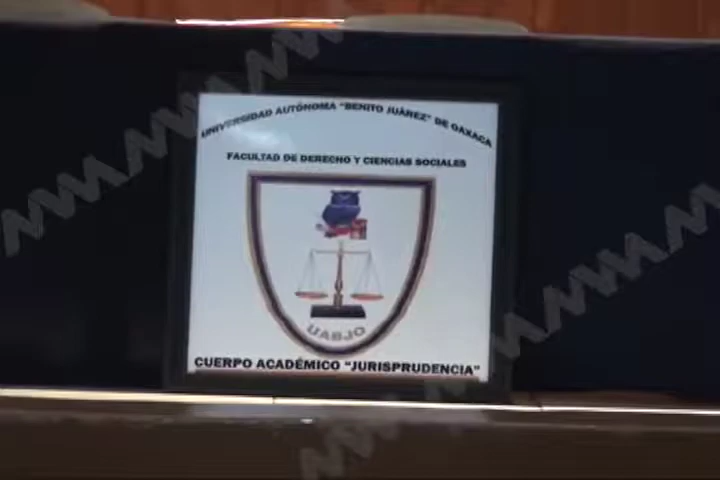 UNIVERSIDAD AUTÓNOMA "BENITO JUÁREZ" DE OAXACA
FACULTAD DE DERECHO Y CIENCIAS SOCIALES
UABJO
CUERPO ACADÉMICO "JURISPRUDENCIA"